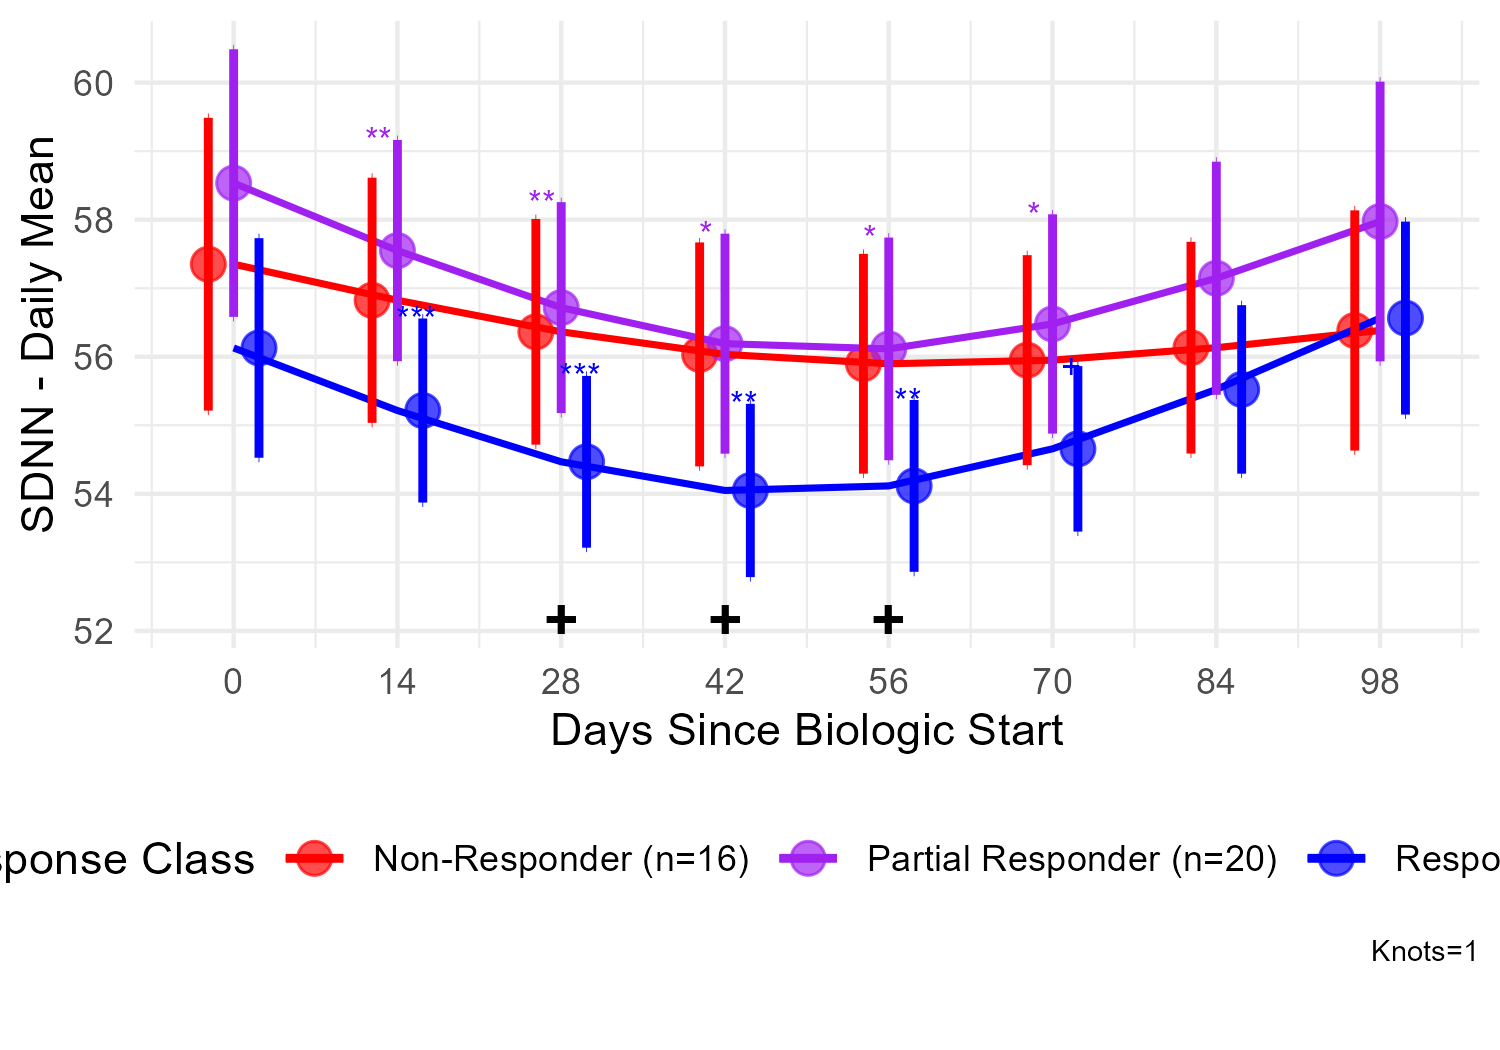 60
58
56
54
52
SDNN - Daily Mean
**
**
*
*
*
***
***
**
**
+
+ + +
0 14 28 42 56 70 84 98
Days Since Biologic Start
sponse Class Non-Responder (n=16) Partial Responder (n=20) Respo
Knots=1